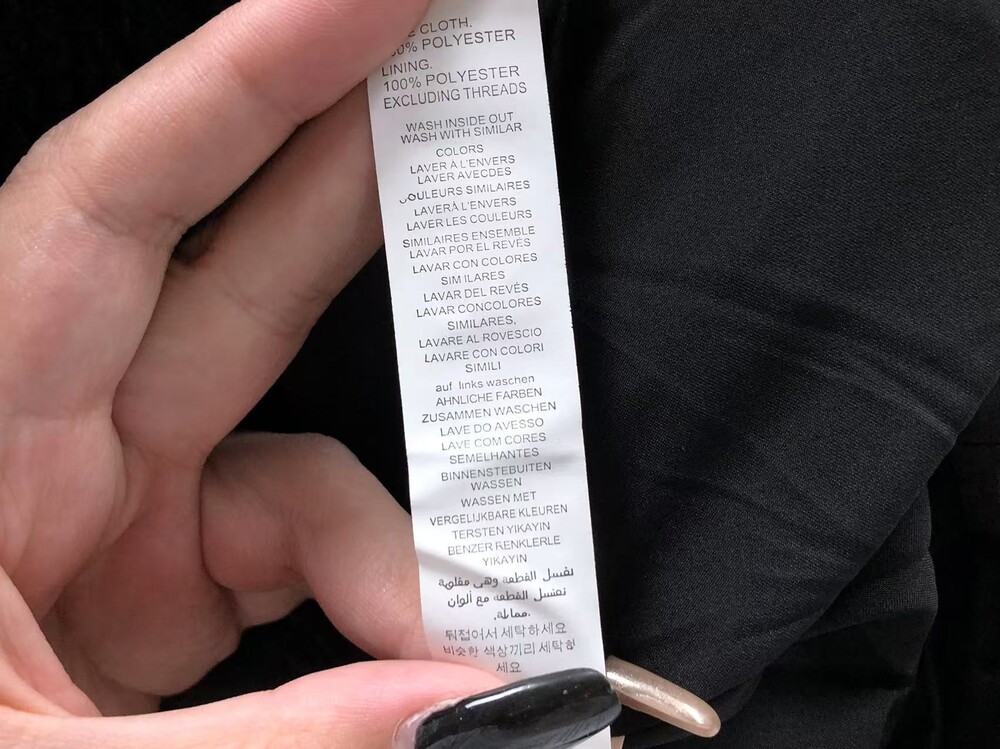 CLOTH.
POLYESTER
LINING.
100% POLYESTER
EXCLUDING THREADS
WASH INSIDE OUT
WASH WITH SIMILAR
COLORS
LAVER À L'ENVERS
LAVER AVECDES
COULEURS SIMILAIRES
LAVERÀ L'ENVERS
LAVER LES COULEURS
SIMILAIRES ENSEMBLE
LAVAR POR EL REVÉS
LAVAR CON COLORES
SIM ILARES
LAVAR DEL REVÉS
LAVAR CONCOLORES
SIMILARES,
LAVARE AL ROVESCIO
LAVARE CON COLORI
SIMILI
auf links waschen
AHNLICHE FARBEN
ZUSAMMEN WASCHEN
LAVE DO AVESSO
LAVE COM CORES
SEMELHANTES
BINNENSTEBUITEN
WASSEN
WASSEN MET
VERGELIJKBARE KLEUREN
TERSTEN YIKAYIN
BENZER RENKLERLE
YIKAYIN
تغسل القطعة وهي مقلوبة
تغتسل القطعة مع ألوان
مماثلة.
뒤접어서 세탁하세요
비슷한 색상끼리 세탁하
세요